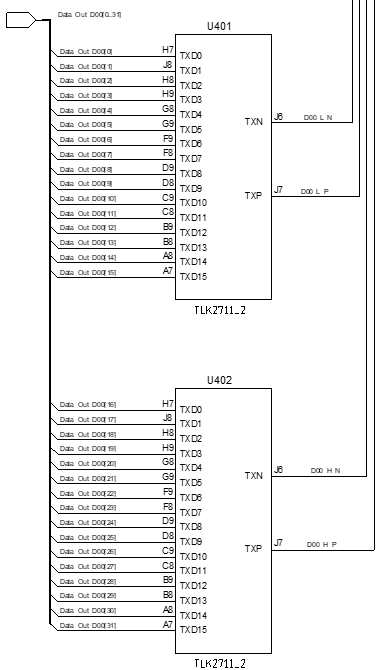 Data Out D00[0..31]
U401
Data Out D00[0] H7 TXD0
Data Out D00[1] J8 TXD1
Data Out D00[2] H8 TXD2
Data Out D00[3] H9 TXD3
Data Out D00[4] G8 TXD4
Data Out D00[5] G9 TXD5
Data Out D00[6] F9 TXD6
Data Out D00[7] F8 TXD7
Data Out D00[8] D9 TXD8
Data Out D00[9] D8 TXD9
Data Out D00[10] C9 TXD10
Data Out D00[11] C8 TXD11
Data Out D00[12] B9 TXD12
Data Out D00[13] B8 TXD13
Data Out D00[14] A8 TXD14
Data Out D00[15] A7 TXD15
TXN J6 D00 L N
TXP J7 D00 L P
TLK2711_2
U402
Data Out D00[16] H7 TXD0
Data Out D00[17] J8 TXD1
Data Out D00[18] H8 TXD2
Data Out D00[19] H9 TXD3
Data Out D00[20] G8 TXD4
Data Out D00[21] G9 TXD5
Data Out D00[22] F9 TXD6
Data Out D00[23] F8 TXD7
Data Out D00[24] D9 TXD8
Data Out D00[25] D8 TXD9
Data Out D00[26] C9 TXD10
Data Out D00[27] C8 TXD11
Data Out D00[28] B9 TXD12
Data Out D00[29] B8 TXD13
Data Out D00[30] A8 TXD14
Data Out D00[31] A7 TXD15
TXN J6 D00 H N
TXP J7 D00 H P
TLK2711_2